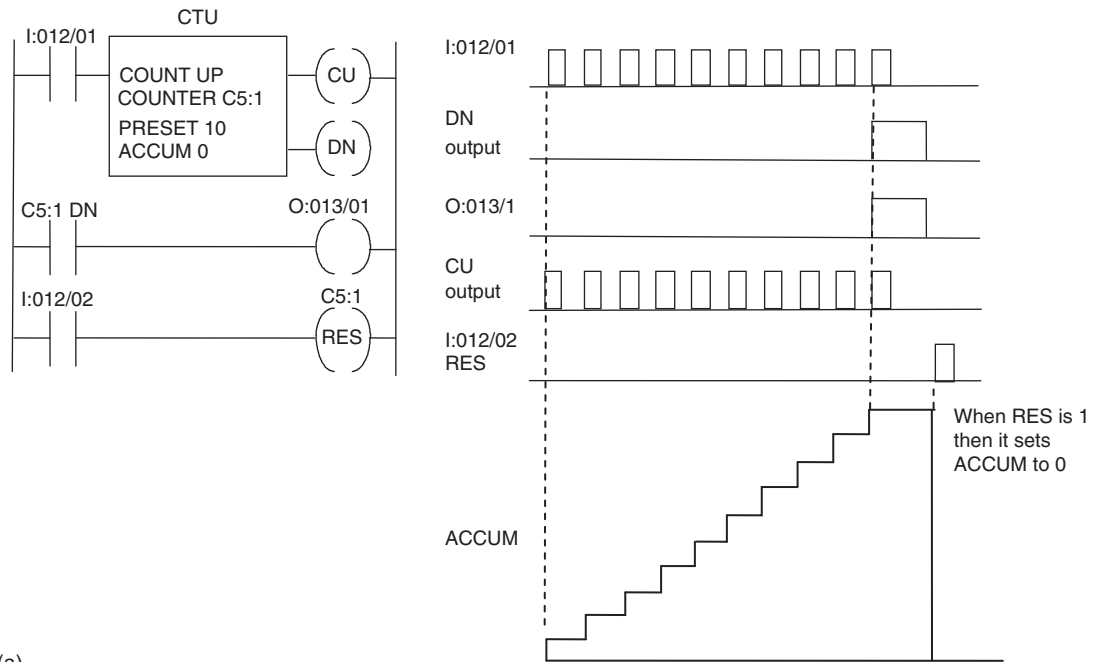 CTU
I:012/01
COUNT UP
COUNTER C5:1
PRESET 10
ACCUM 0
CU
DN
C5:1 DN
O:013/01
I:012/02
C5:1
RES
I:012/01
DN
output
O:013/1
CU
output
I:012/02
RES
When RES is 1
then it sets
ACCUM to 0
ACCUM